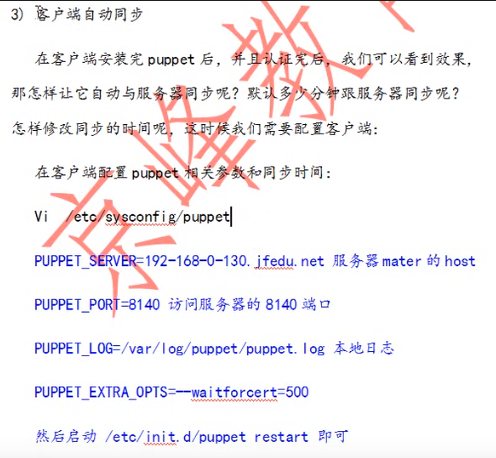 3) 客户端自动同步
在客户端安装完 puppet 后，并且认证完后，我们可以看到效果，
那怎样让它自动与服务器同步呢？默认多少分钟跟服务器同步呢？
怎样修改同步的时间呢，这时候我们需要配置客户端：
在客户端配置 puppet 相关参数和同步时间：
Vi /etc/sysconfig/puppet
PUPPET_SERVER=192-168-0-130.jfedu.net 服务器 mater 的 host
PUPPET_PORT=8140 访问服务器的 8140 端口
PUPPET_LOG=/var/log/puppet/puppet.log 本地日志
PUPPET_EXTRA_OPTS=--waitforcert=500
然后启动 /etc/init.d/puppet restart 即可
京峰教